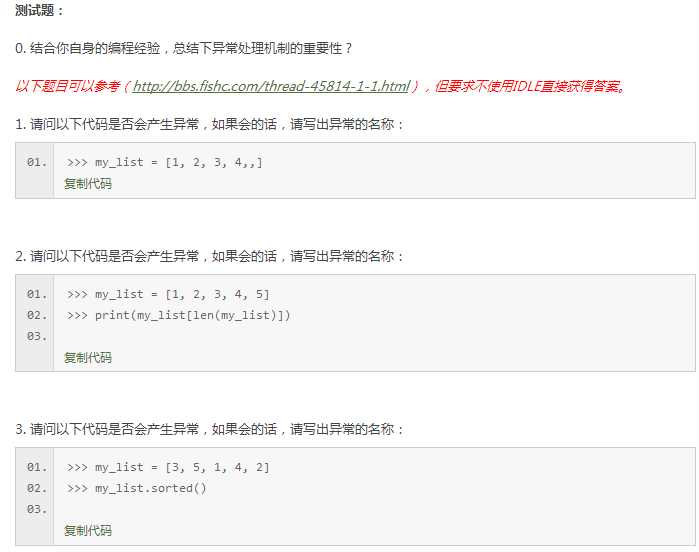 测试题：
0. 结合你自身的编程经验，总结下异常处理机制的重要性？
以下题目可以参考（http://bbs.fishc.com/thread-45814-1-1.html），但要求不使用IDLE直接获得答案。
1. 请问以下代码是否会产生异常，如果会的话，请写出异常的名称：
01. >>> my_list = [1, 2, 3, 4,,]
复制代码
2. 请问以下代码是否会产生异常，如果会的话，请写出异常的名称：
01. >>> my_list = [1, 2, 3, 4, 5]
02. >>> print(my_list[len(my_list)])
03.
复制代码
3. 请问以下代码是否会产生异常，如果会的话，请写出异常的名称：
01. >>> my_list = [3, 5, 1, 4, 2]
02. >>> my_list.sorted()
03.
复制代码